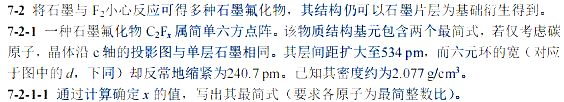 7-2 将石墨与 F₂小心反应可得多种石墨氟化物，其结构仍可以石墨片层为基础衍生得到。
7-2-1 一种石墨氟化物 C₂Fₓ 属简单六方点阵。该物质结构基元包含两个最简式，若仅考虑碳
原子，晶体沿 c 轴的投影图与单层石墨相同。其层间距扩大至534 pm，而六元环的宽（对应
于图中的 d，下同）却反常地缩紧为240.7 pm。已知其密度约为2.077 g/cm³。
7-2-1-1 通过计算确定 x 的值，写出其最简式（要求各原子为最简整数比）。